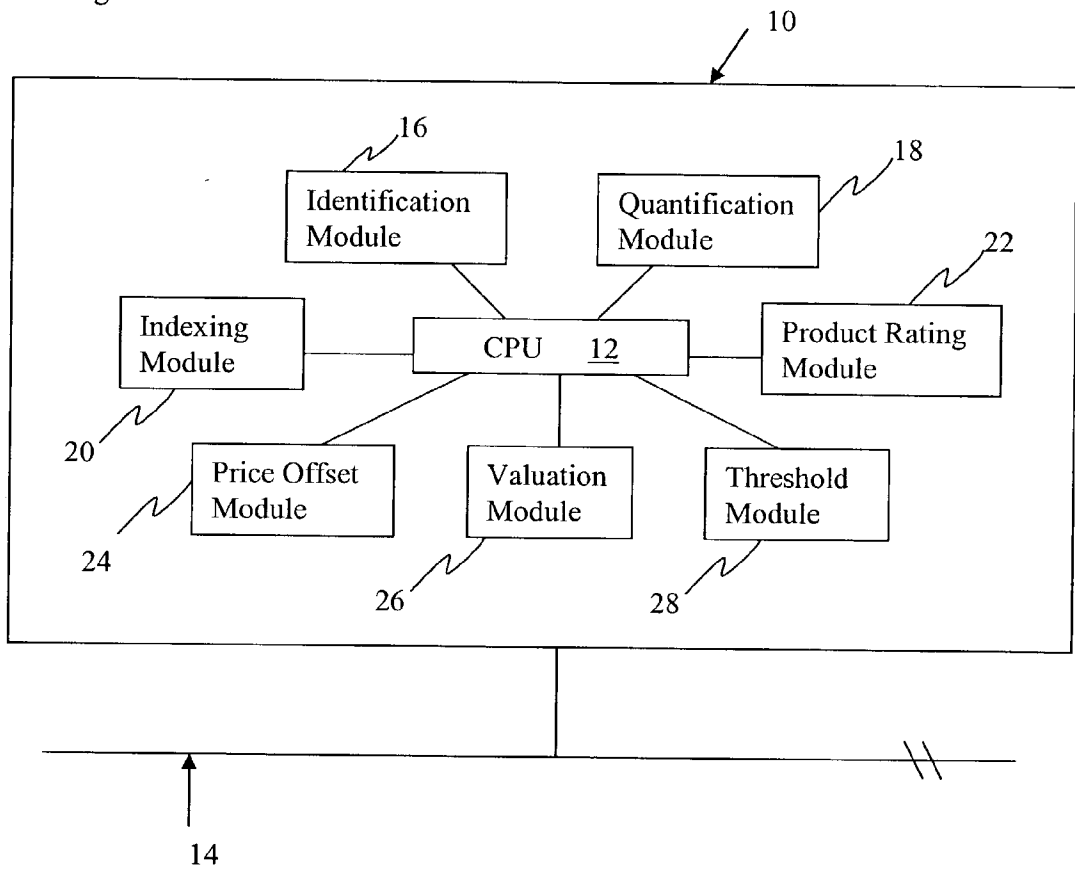 10
16
18
Identification
Module
Quantification
Module
22
Indexing
Module
CPU 12
Product Rating
Module
20
Price Offset
Module
Valuation
Module
Threshold
Module
24
26
28
14